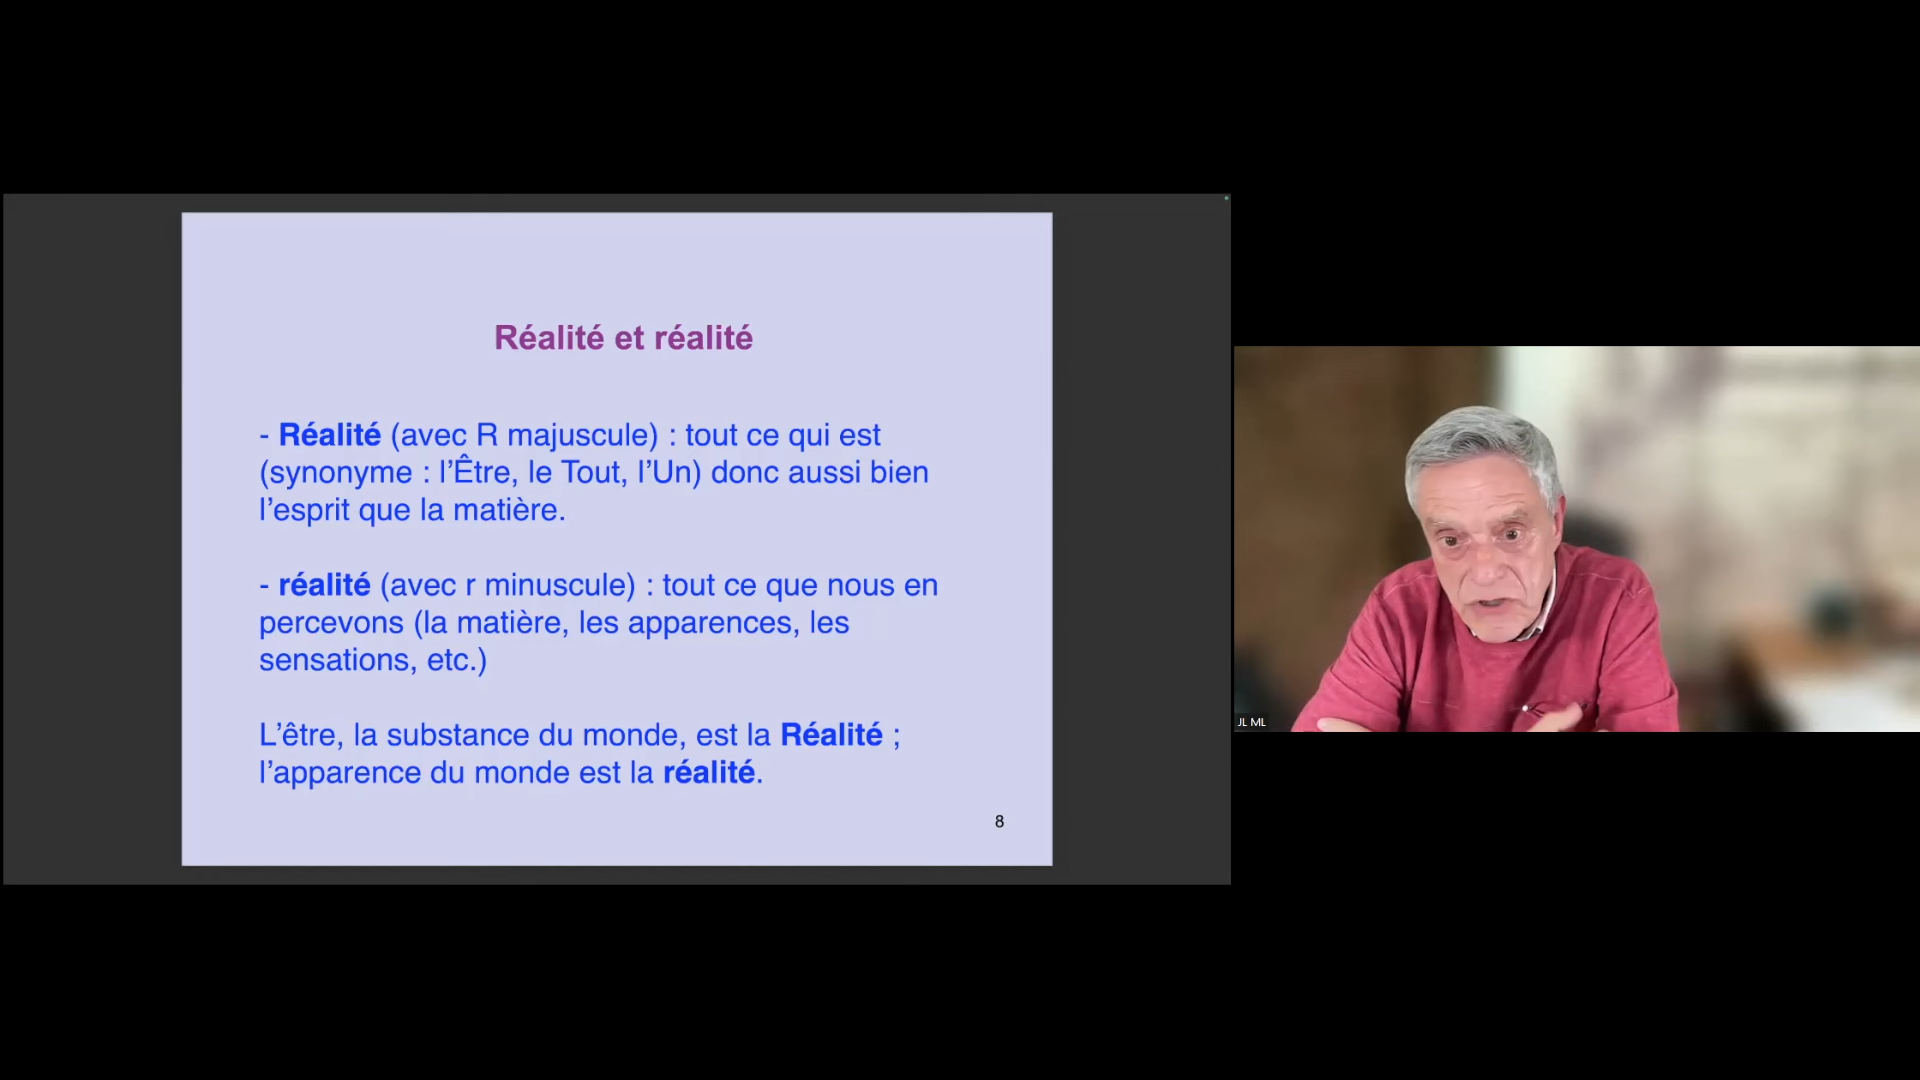 Réalité et réalité
- Réalité (avec R majuscule) : tout ce qui est
(synonyme : l’Être, le Tout, l’Un) donc aussi bien
l’esprit que la matière.
- réalité (avec r minuscule) : tout ce que nous en
percevons (la matière, les apparences, les
sensations, etc.)
L’être, la substance du monde, est la Réalité ;
l’apparence du monde est la réalité.
8
JL ML